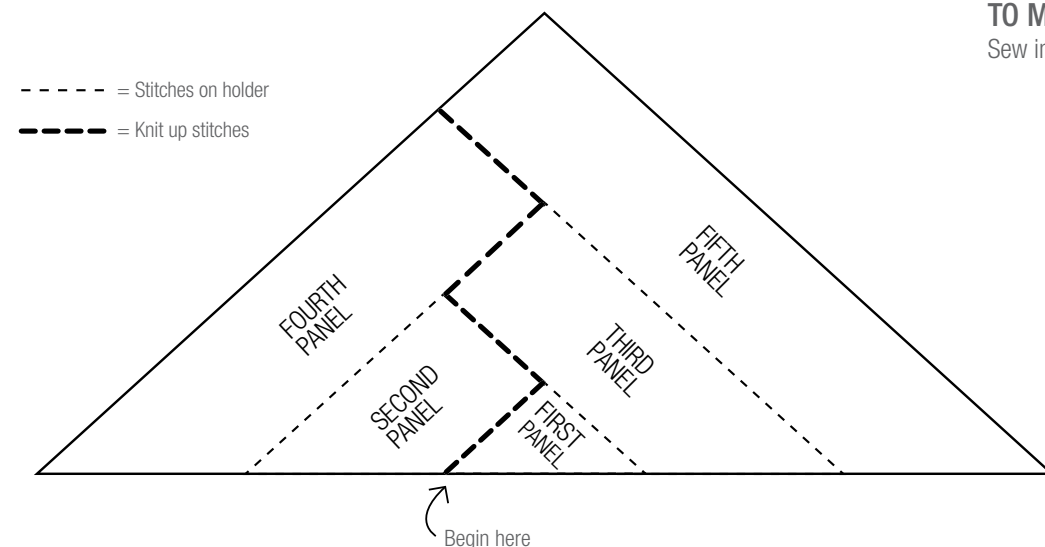 TO M
Sew in
= Stitches on holder
= Knit up stitches
FIFTH
PANEL
FOURTH
PANEL
THIRD
PANEL
SECOND
PANEL
FIRST
PANEL
Begin here